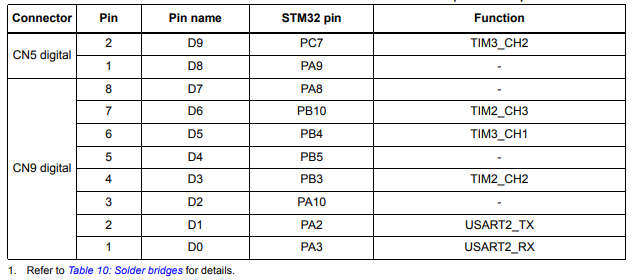 Connector Pin Pin name STM32 pin Function
CN5 digital 2 D9 PC7 TIM3_CH2
1 D8 PA9 -
CN9 digital 8 D7 PA8 -
7 D6 PB10 TIM2_CH3
6 D5 PB4 TIM3_CH1
5 D4 PB5 -
4 D3 PB3 TIM2_CH2
3 D2 PA10 -
2 D1 PA2 USART2_TX
1 D0 PA3 USART2_RX
1. Refer to Table 10: Solder bridges for details.